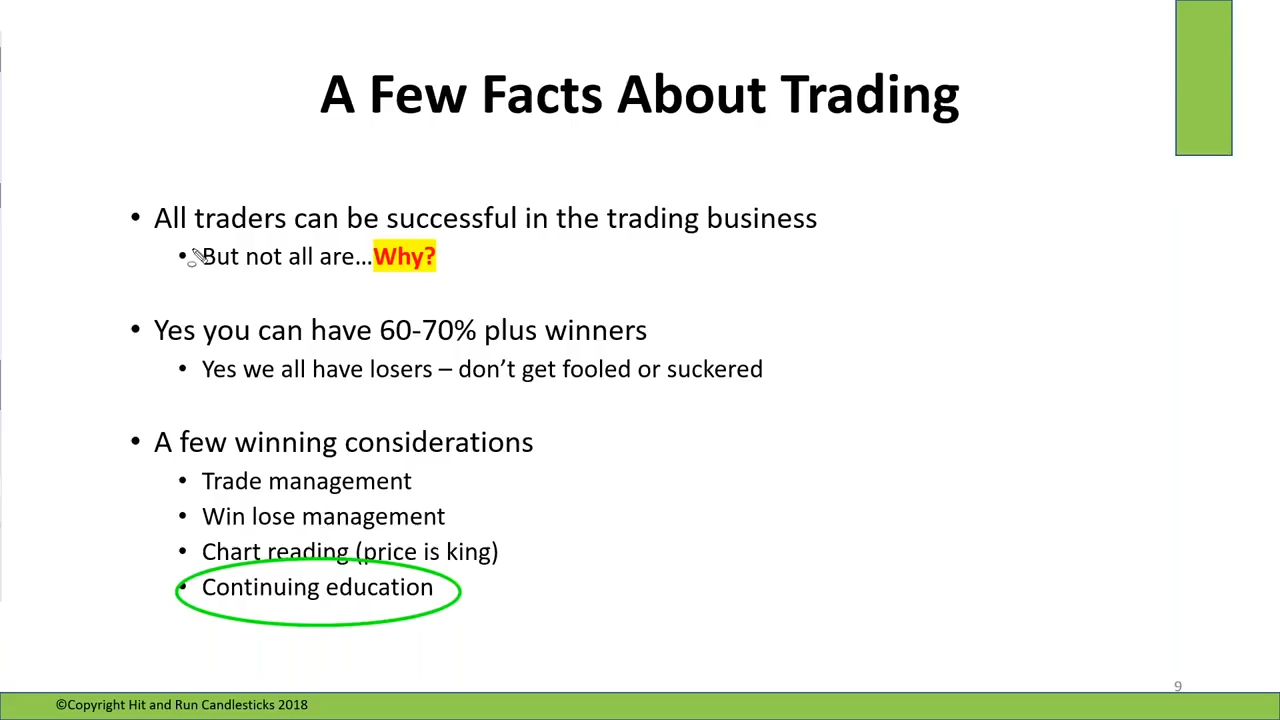 A Few Facts About Trading
• All traders can be successful in the trading business
• But not all are...Why?
• Yes you can have 60-70% plus winners
• Yes we all have losers – don’t get fooled or suckered
• A few winning considerations
• Trade management
• Win lose management
• Chart reading (price is king)
• Continuing education
9
©Copyright Hit and Run Candlesticks 2018